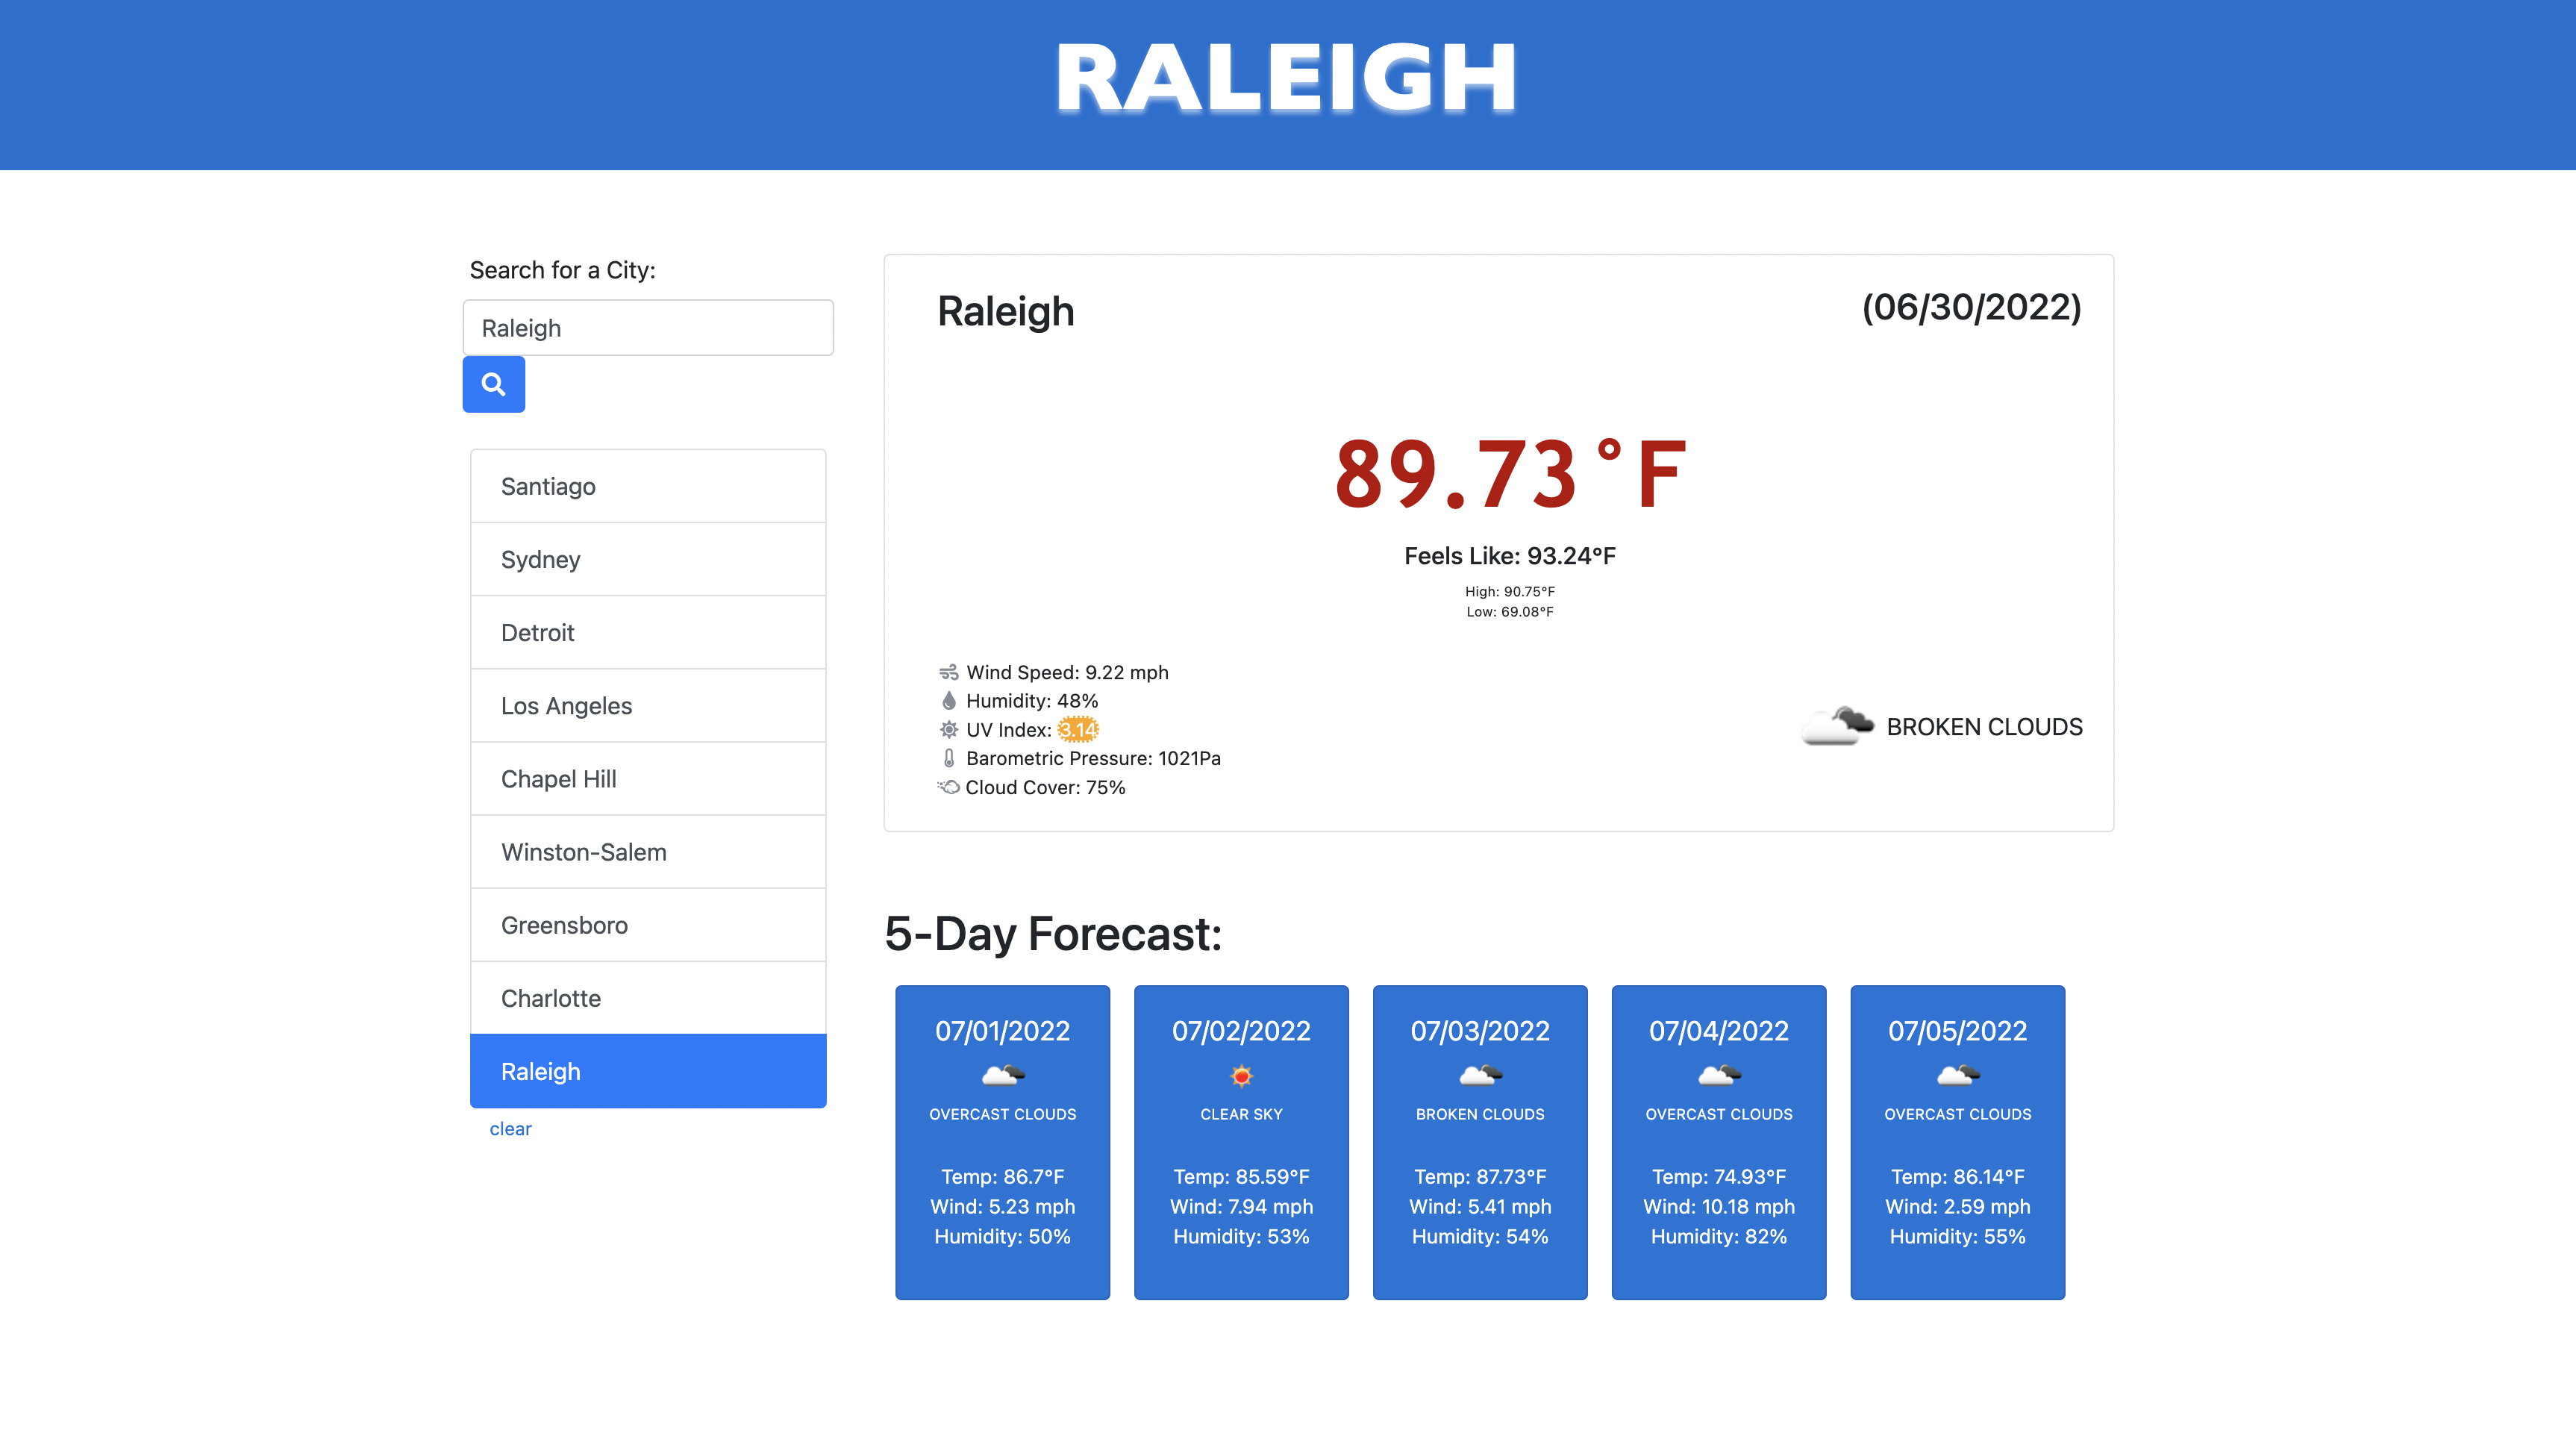 RALEIGH
Search for a City:
Raleigh
Santiago
Sydney
Detroit
Los Angeles
Chapel Hill
Winston-Salem
Greensboro
Charlotte
Raleigh
clear
Raleigh
(06/30/2022)
89.73°F
Feels Like: 93.24°F
High: 90.75°F
Low: 69.08°F
Wind Speed: 9.22 mph
Humidity: 48%
UV Index: 3.14
Barometric Pressure: 1021Pa
Cloud Cover: 75%
BROKEN CLOUDS
5-Day Forecast:
07/01/2022
OVERCAST CLOUDS
Temp: 86.7°F
Wind: 5.23 mph
Humidity: 50%
07/02/2022
CLEAR SKY
Temp: 85.59°F
Wind: 7.94 mph
Humidity: 53%
07/03/2022
BROKEN CLOUDS
Temp: 87.73°F
Wind: 5.41 mph
Humidity: 54%
07/04/2022
OVERCAST CLOUDS
Temp: 74.93°F
Wind: 10.18 mph
Humidity: 82%
07/05/2022
OVERCAST CLOUDS
Temp: 86.14°F
Wind: 2.59 mph
Humidity: 55%